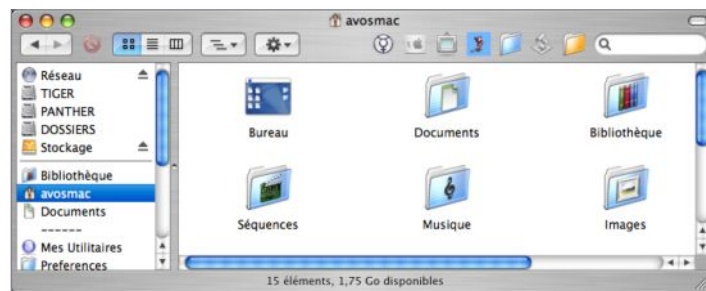 avosmac
Réseau
TIGER
PANTHER
DOSSIERS
Stockage
Bibliothèque
avosmac
Documents
------
Mes Utilitaires
Preferences
Bureau
Documents
Bibliothèque
Séquences
Musique
Images
15 éléments, 1,75 Go disponibles